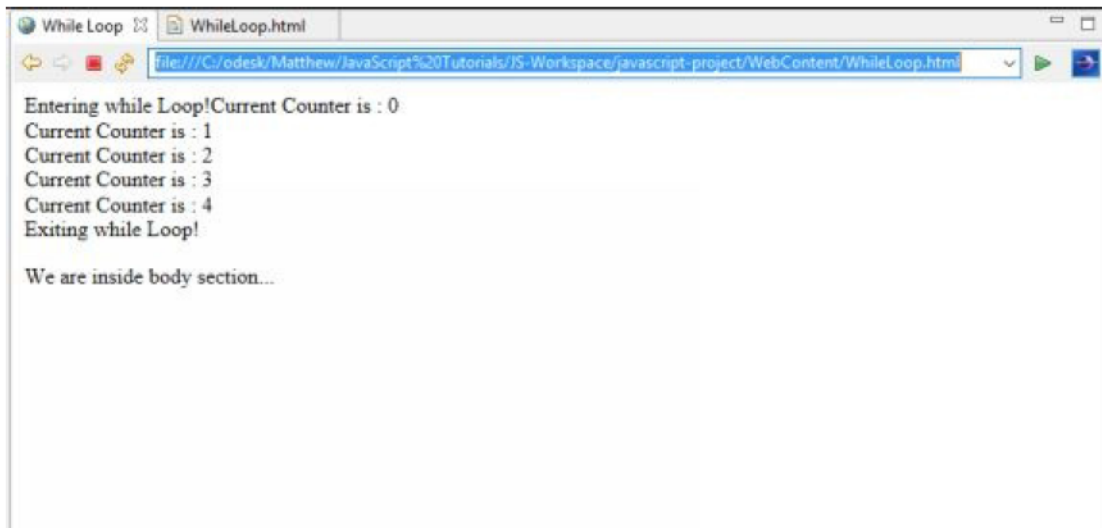 While Loop
WhileLoop.html
file:///C:/odesk/Matthew/JavaScript%20Tutorials/JS-Workspace/javascript-project/WebContent/WhileLoop.html
Entering while Loop!Current Counter is : 0
Current Counter is : 1
Current Counter is : 2
Current Counter is : 3
Current Counter is : 4
Exiting while Loop!
We are inside body section...